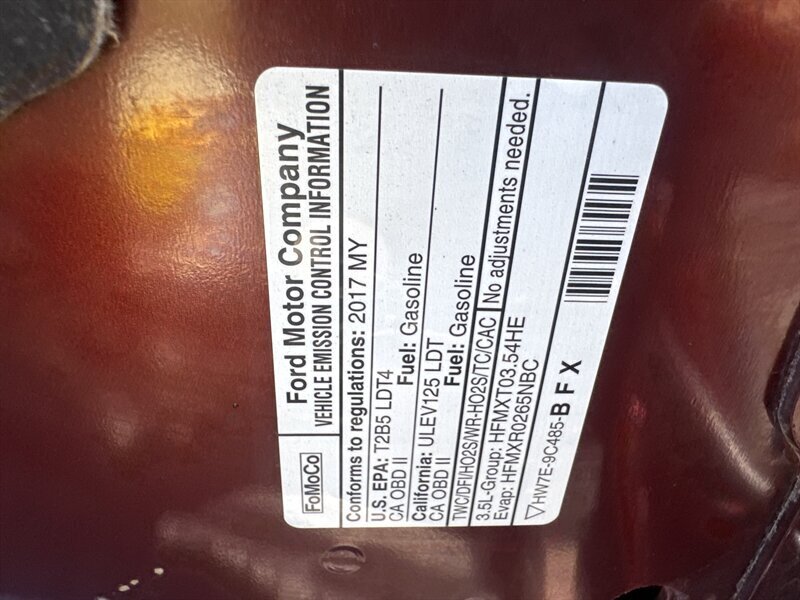 FoMoCo
Ford Motor Company
VEHICLE EMISSION CONTROL INFORMATION
Conforms to regulations: 2017 MY
U.S. EPA: T2B5 LDT4
CA OBD II Fuel: Gasoline
California: ULEV125 LDT
CA OBD II Fuel: Gasoline
TWC/DFI/HO2S/WR-HO2S/TC/CAC No adjustments needed.
3.5L-Group: HFMXT03.54HE
Evap: HFMXR0265NBC
▽HW7E-9C485-B F X